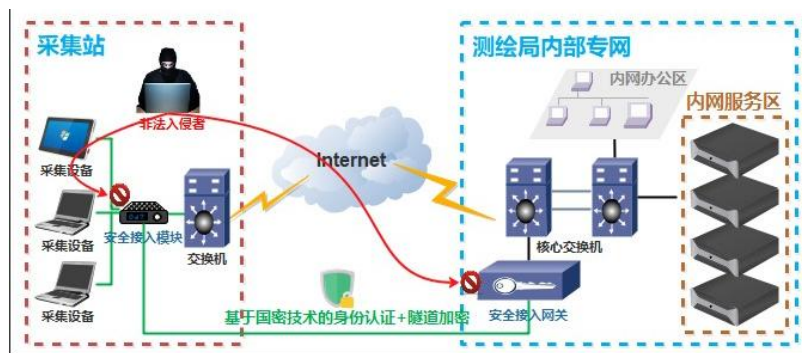 采集站
测绘局内部专网
内网办公区
内网服务区
非法入侵者
采集设备
Internet
采集设备
安全接入模块
交换机
核心交换机
采集设备
基于国密技术的身份认证+隧道加密
安全接入网关